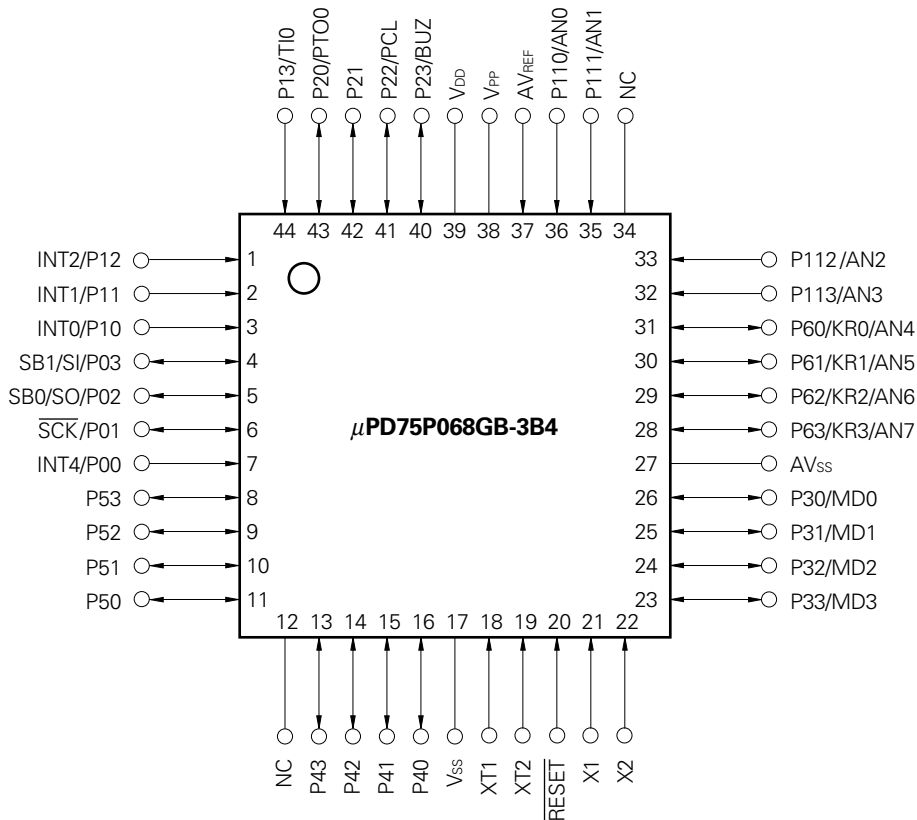 P13/TI0
P20/PTO0
P21
P22/PCL
P23/BUZ
VDD
VPP
AVREF
P110/AN0
P111/AN1
NC
44 43 42 41 40 39 38 37 36 35 34
INT2/P12 1
INT1/P11 2
INT0/P10 3
SB1/SI/P03 4
SB0/SO/P02 5
SCK/P01 6
INT4/P00 7
P53 8
P52 9
P51 10
P50 11
μPD75P068GB-3B4
33 P112/AN2
32 P113/AN3
31 P60/KR0/AN4
30 P61/KR1/AN5
29 P62/KR2/AN6
28 P63/KR3/AN7
27 AVSS
26 P30/MD0
25 P31/MD1
24 P32/MD2
23 P33/MD3
12 13 14 15 16 17 18 19 20 21 22
NC
P43
P42
P41
P40
VSS
XT1
XT2
RESET
X1
X2